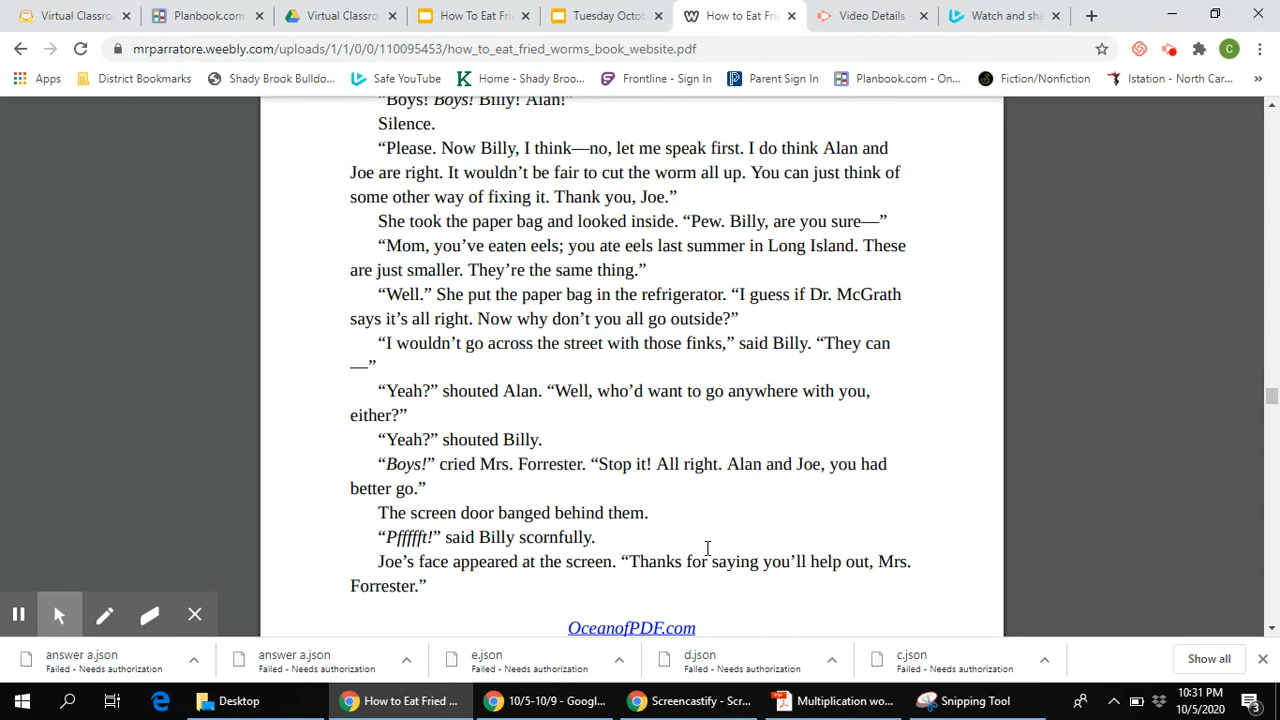 Virtual Classroo
Planbook.com
Virtual Classroo
How To Eat Fried
Tuesday Octob
How to Eat Fried
Video Details -
Watch and sha
mrparratore.weebly.com/uploads/1/1/0/0/110095453/how_to_eat_fried_worms_book_website.pdf
C
Apps
District Bookmarks
Shady Brook Bulldo...
Safe YouTube
Home - Shady Broo...
Frontline - Sign In
Parent Sign In
Planbook.com - On...
Fiction/Nonfiction
Istation - North Car...
»
“Boys! Boys! Billy! Alan!”
Silence.
“Please. Now Billy, I think—no, let me speak first. I do think Alan and
Joe are right. It wouldn’t be fair to cut the worm all up. You can just think of
some other way of fixing it. Thank you, Joe.”
She took the paper bag and looked inside. “Pew. Billy, are you sure—”
“Mom, you’ve eaten eels; you ate eels last summer in Long Island. These
are just smaller. They’re the same thing.”
“Well.” She put the paper bag in the refrigerator. “I guess if Dr. McGrath
says it’s all right. Now why don’t you all go outside?”
“I wouldn’t go across the street with those finks,” said Billy. “They can
—”
“Yeah?” shouted Alan. “Well, who’d want to go anywhere with you,
either?”
“Yeah?” shouted Billy.
“Boys!” cried Mrs. Forrester. “Stop it! All right. Alan and Joe, you had
better go.”
The screen door banged behind them.
“Pffffft!” said Billy scornfully.
Joe’s face appeared at the screen. “Thanks for saying you’ll help out, Mrs.
Forrester.”
OceanofPDF.com
answer a.json
Failed - Needs authorization
answer a.json
Failed - Needs authorization
e.json
Failed - Needs authorization
d.json
Failed - Needs authorization
c.json
Failed - Needs authorization
Show all
Desktop
How to Eat Fried ...
10/5-10/9 - Googl...
Screencastify - Scr...
Multiplication wo...
Snipping Tool
10:31 PM
10/5/2020
3